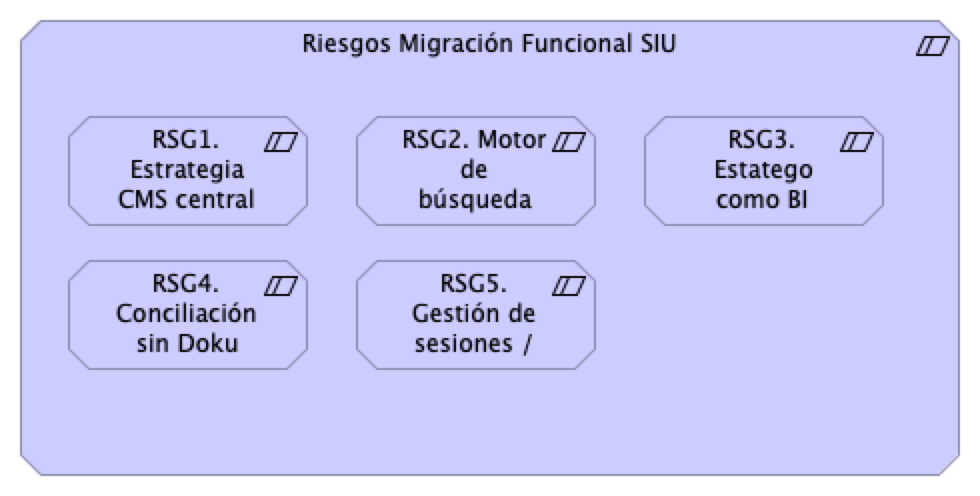 Riesgos Migración Funcional SIU
RSG1.
Estrategia
CMS central
RSG2. Motor
de
búsqueda
RSG3.
Estatego
como BI
RSG4.
Conciliación
sin Doku
RSG5.
Gestión de
sesiones /